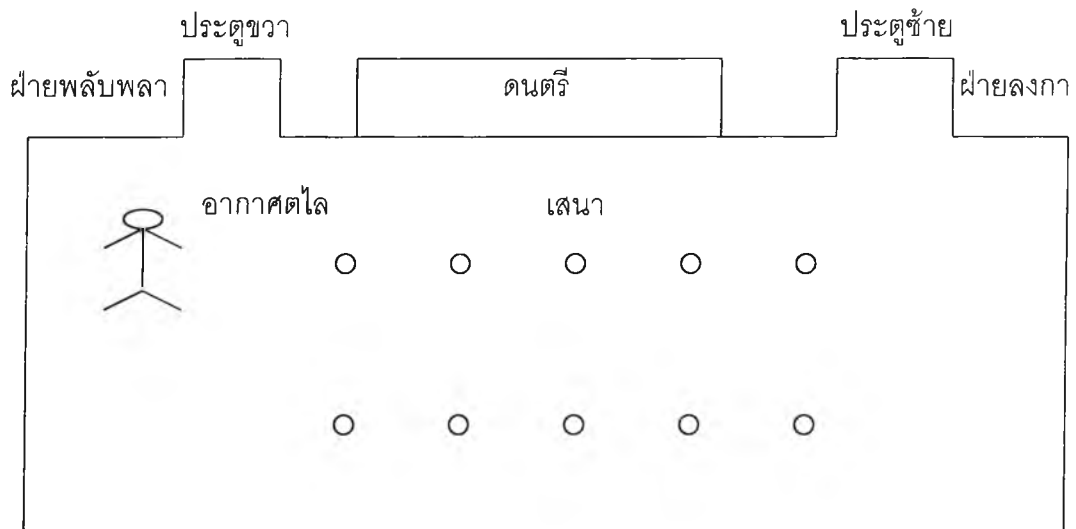 ประตูขวา
ประตูซ้าย
ฝ่ายพลับพลา
ดนตรี
ฝ่ายลงกา
อากาศตไล
เสนา